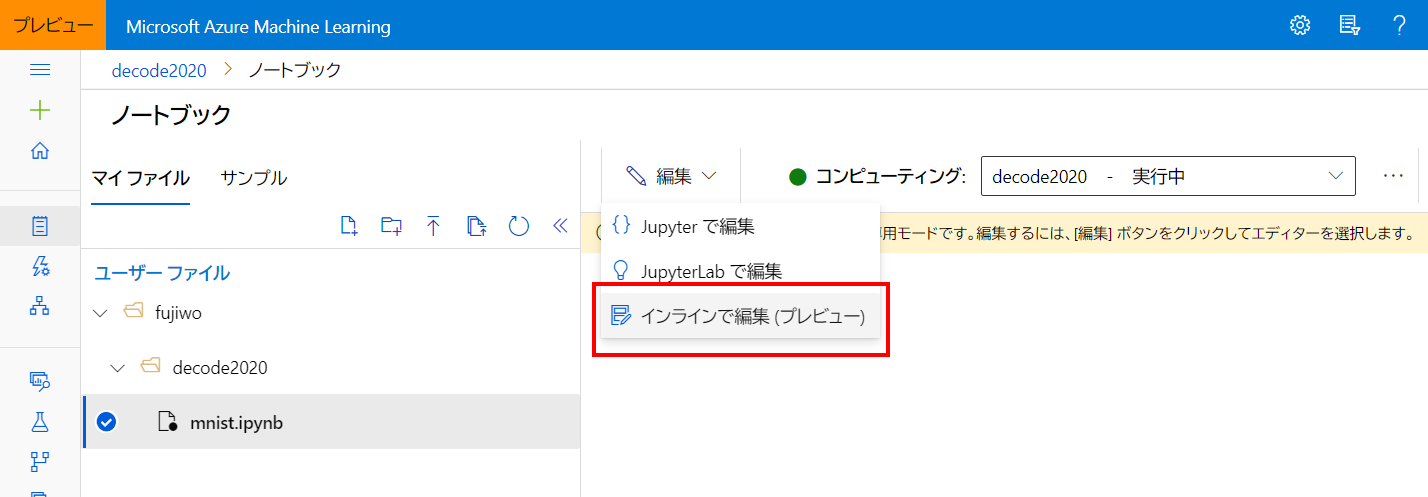 プレビュー
Microsoft Azure Machine Learning
decode2020 > ノートブック
ノートブック
マイ ファイル サンプル
編集
コンピューティング: decode2020 - 実行中
Jupyter で編集
用モードです。編集するには、[編集] ボタンをクリックしてエディターを選択します。
JupyterLab で編集
インラインで編集 (プレビュー)
ユーザー ファイル
fujiwo
decode2020
mnist.ipynb